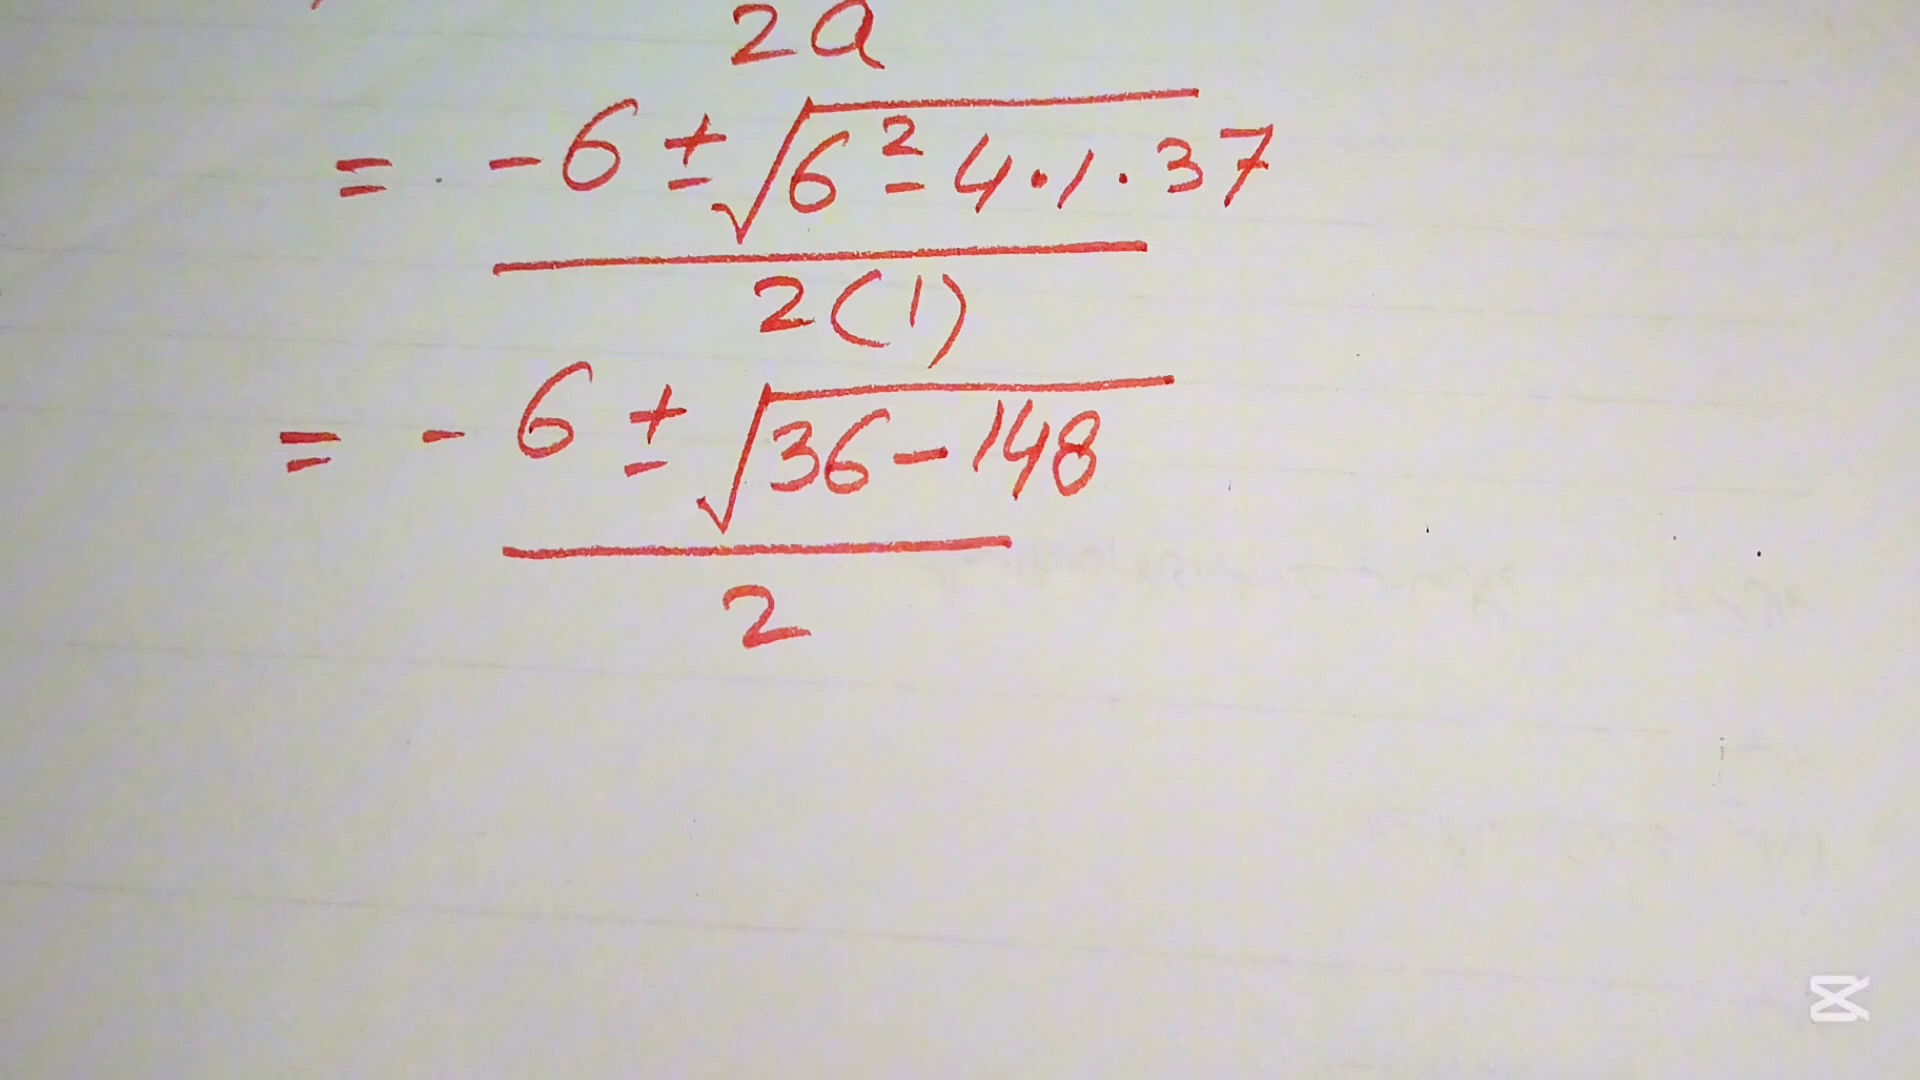 2a
= -6 ± √6² - 4·1·37
2(1)
= - 6 ± √36 - 148
2